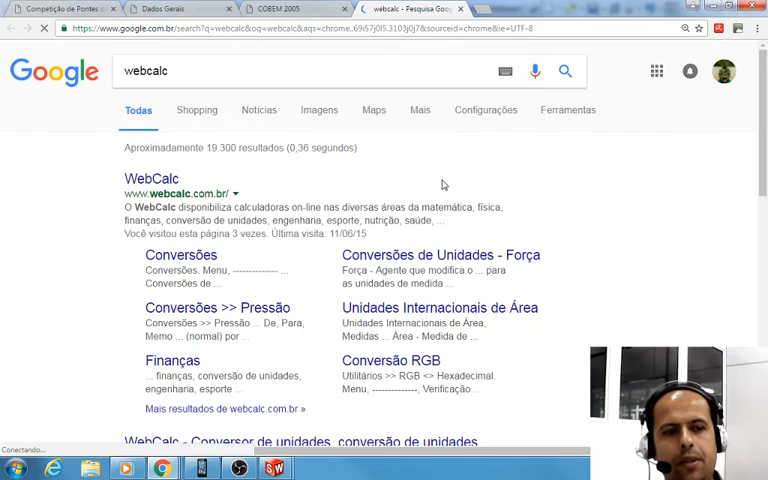 Competição de Pontes d
Dados Gerais
COBEM 2005
webcalc - Pesquisa Goog
https://www.google.com.br/search?q=webcalc&oq=webcalc&aqs=chrome..69i57j0l5.3103j0j7&sourceid=chrome&ie=UTF-8
Google
webcalc
Todas
Shopping
Notícias
Imagens
Maps
Mais
Configurações
Ferramentas
Aproximadamente 19.300 resultados (0,36 segundos)
WebCalc
www.webcalc.com.br/
O WebCalc disponibiliza calculadoras on-line nas diversas áreas da matemática, física,
finanças, conversão de unidades, engenharia, esporte, nutrição, saúde, ...
Você visitou esta página 3 vezes. Última visita: 11/06/15
Conversões
Conversões. Menu, ------------- ...
Conversões de ...
Conversões de Unidades - Força
Força - Agente que modifica o ... para
as unidades de medida ...
Conversões >> Pressão
Conversões >> Pressão ... De, Para,
Memo ... (normal) por ...
Unidades Internacionais de Área
Unidades Internacionais de Área,
Medidas ... Área - Medida de ...
Finanças
... finanças, conversão de unidades,
engenharia, esporte ...
Conversão RGB
Utilitários >> RGB <> Hexadecimal.
Menu, -------------, Verificação ...
Mais resultados de webcalc.com.br »
WebCalc - Conversor de unidades, conversão de unidades
Conectando...